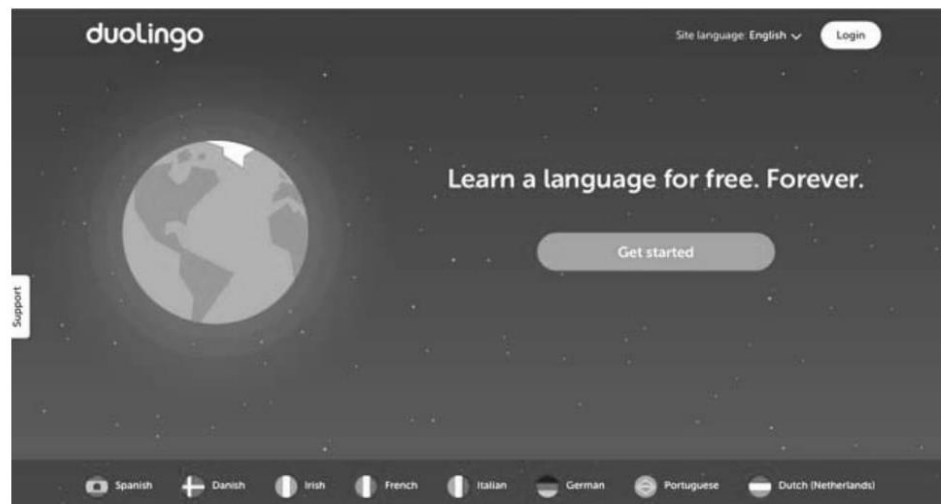 duolingo
Site language: English
Login
Learn a language for free. Forever.
Get started
Support
Spanish
Danish
Irish
French
Italian
German
Portuguese
Dutch (Netherlands)